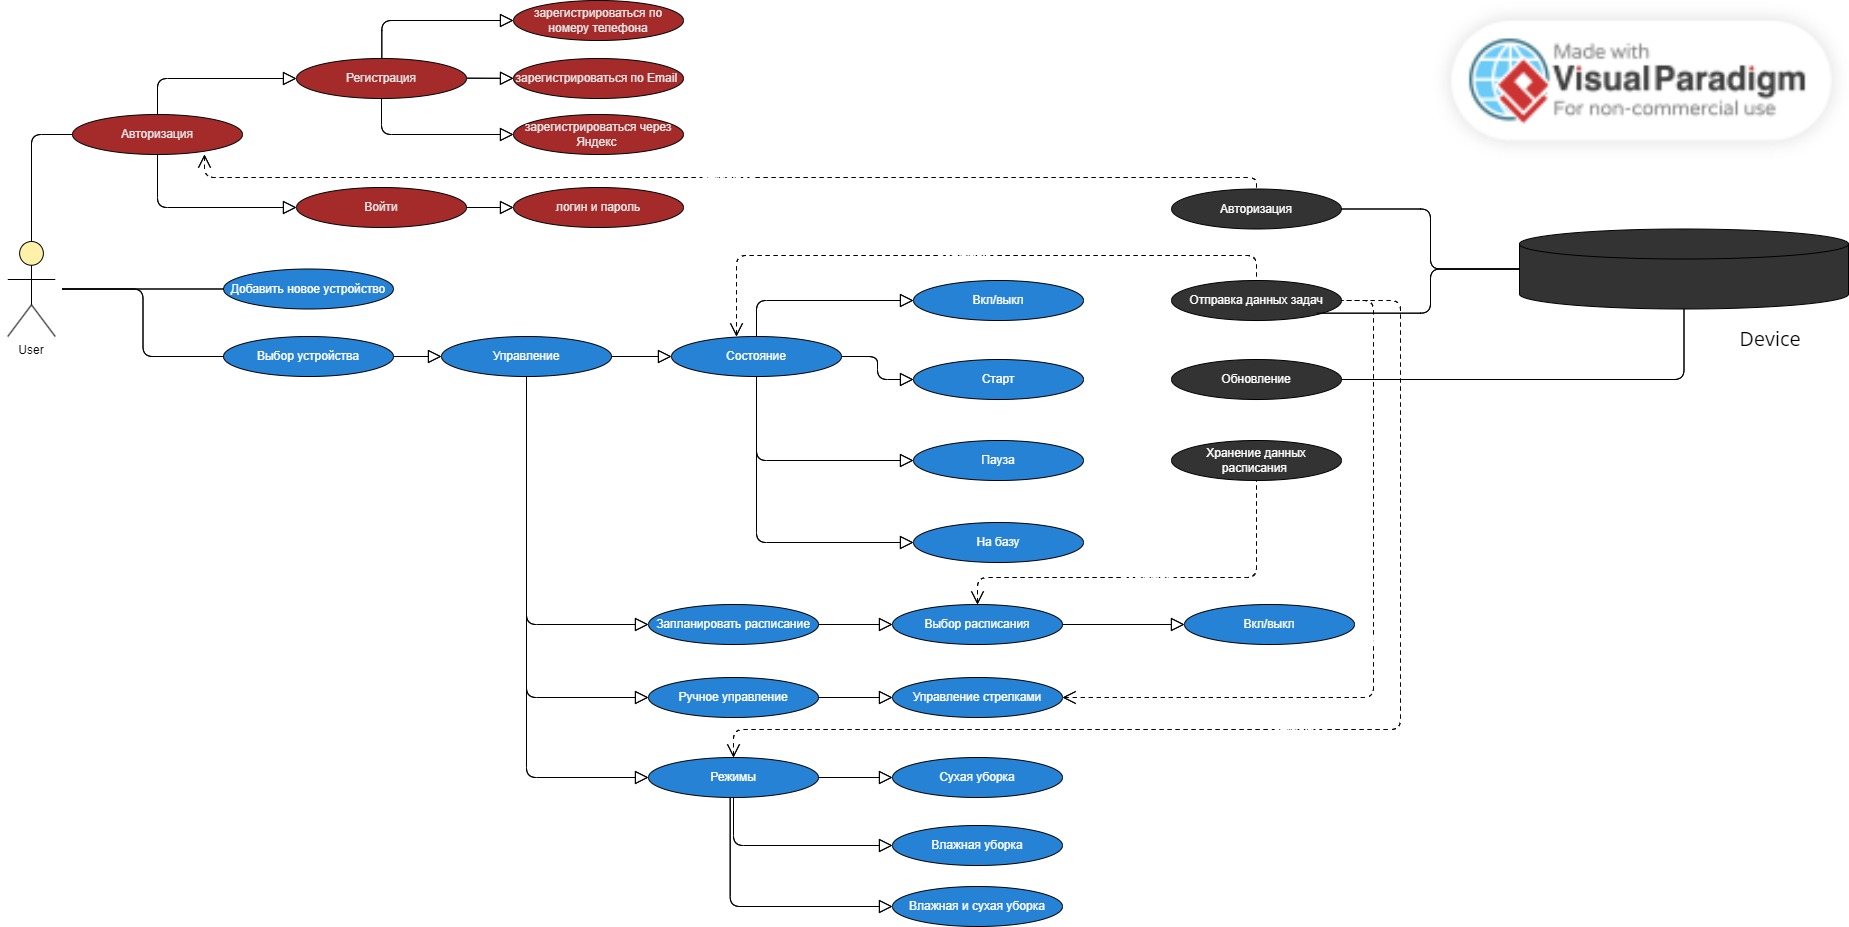 зарегистрироваться по
номеру телефона
Made with
Visual Paradigm
For non-commercial use
Регистрация
зарегистрироваться по Email
Авторизация
зарегистрироваться через
Яндекс
Войти
логин и пароль
Авторизация
Добавить новое устройство
Вкл/выкл
Отправка данных задач
User
Device
Выбор устройства
Управление
Состояние
Старт
Обновление
Пауза
Хранение данных
расписания
На базу
Запланировать расписание
Выбор расписания
Вкл/выкл
Ручное управление
Управление стрелками
Режимы
Сухая уборка
Влажная уборка
Влажная и сухая уборка